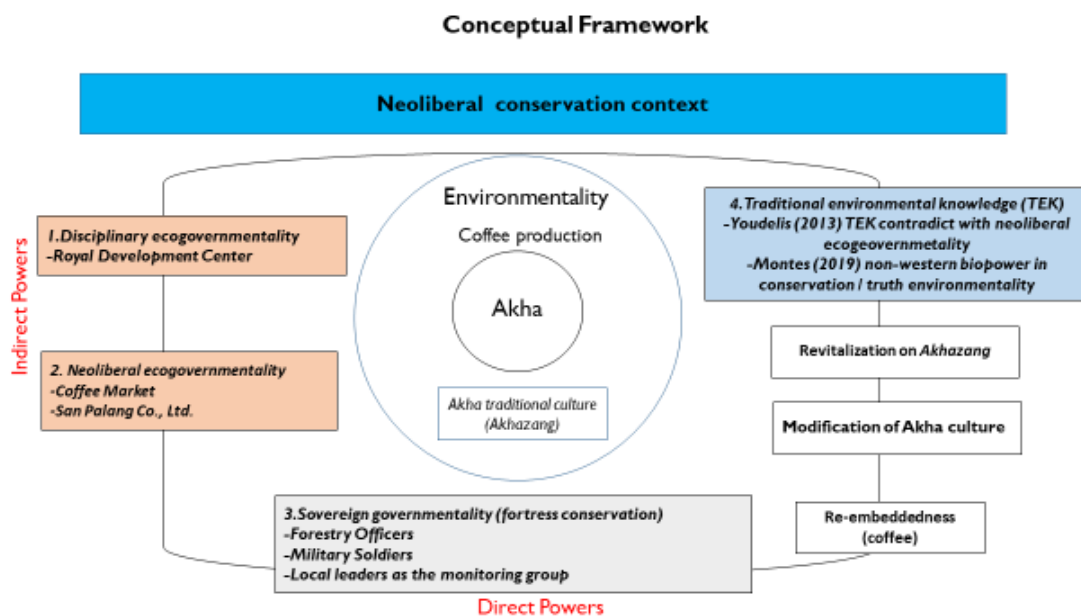 Conceptual Framework
Neoliberal conservation context
Environmentality
Coffee production
Akha
Akha traditional culture
(Akhazang)
Indirect Powers
1.Disciplinary ecogovernmentality
-Royal Development Center
2. Neoliberal ecogovernmentality
-Coffee Market
-San Palang Co., Ltd.
3.Sovereign governmentality (fortress conservation)
-Forestry Officers
-Military Soldiers
-Local leaders as the monitoring group
Direct Powers
4.Traditional environmental knowledge (TEK)
-Youdelis (2013) TEK contradict with neoliberal
ecogeovernmetality
-Montes (2019) non-western biopower in
conservation / truth environmentality
Revitalization on Akhazang
Modification of Akha culture
Re-embeddedness
(coffee)